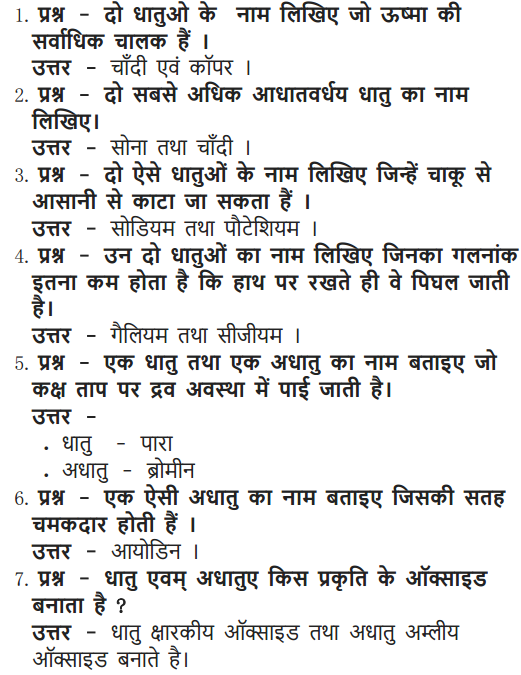 1. प्रश्न - दो धातुओ के नाम लिखिए जो ऊष्मा की
सर्वाधिक चालक हैं ।
उत्तर - चाँदी एवं कॉपर ।
2. प्रश्न - दो सबसे अधिक आधातवर्धय धातु का नाम
लिखिए।
उत्तर - सोना तथा चाँदी ।
3. प्रश्न - दो ऐसे धातुओं के नाम लिखिए जिन्हें चाकू से
आसानी से काटा जा सकता हैं ।
उत्तर - सोडियम तथा पौटेशियम ।
4. प्रश्न - उन दो धातुओं का नाम लिखिए जिनका गलनांक
इतना कम होता है कि हाथ पर रखते ही वे पिघल जाती
है।
उत्तर - गैलियम तथा सीजीयम ।
5. प्रश्न - एक धातु तथा एक अधातु का नाम बताइए जो
कक्ष ताप पर द्रव अवस्था में पाई जाती है।
उत्तर -
. धातु - पारा
. अधातु - ब्रोमीन
6. प्रश्न - एक ऐसी अधातु का नाम बताइए जिसकी सतह
चमकदार होती हैं ।
उत्तर - आयोडिन ।
7. प्रश्न - धातु एवम् अधातुए किस प्रकृति के ऑक्साइड
बनाता है ?
उत्तर - धातु क्षारकीय ऑक्साइड तथा अधातु अम्लीय
ऑक्साइड बनाते है।